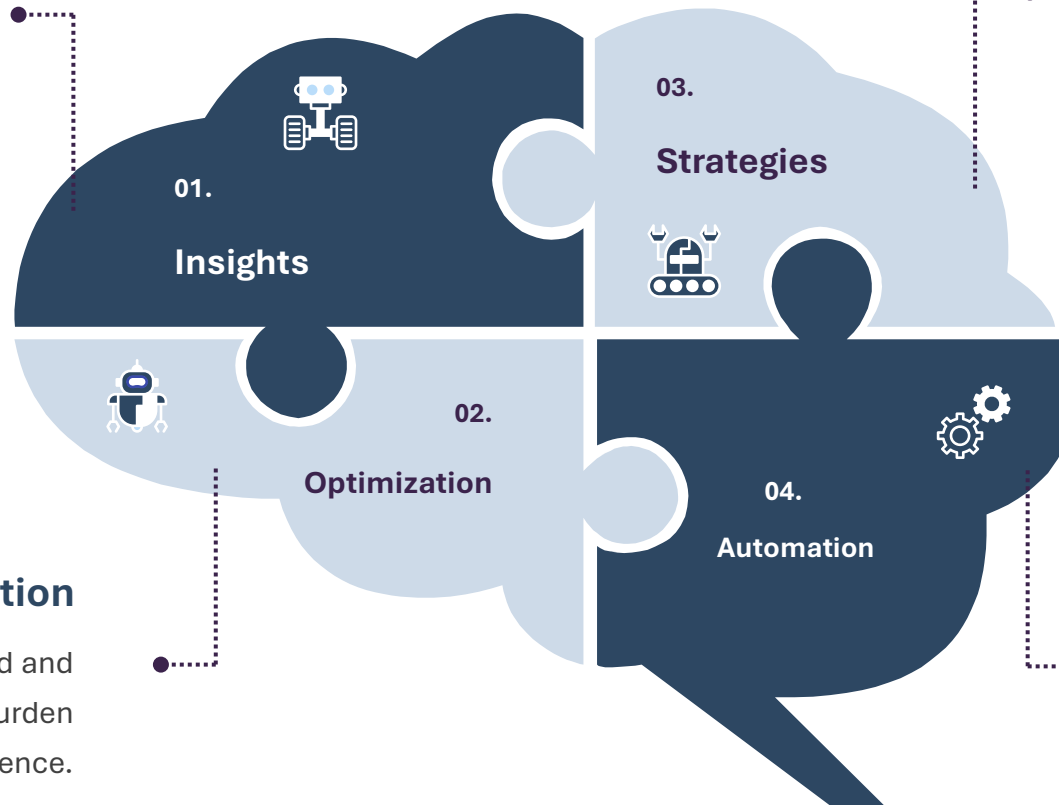 01.
Insights
02.
Optimization
03.
Strategies
04.
Automation
tion
d and
urden
ence.